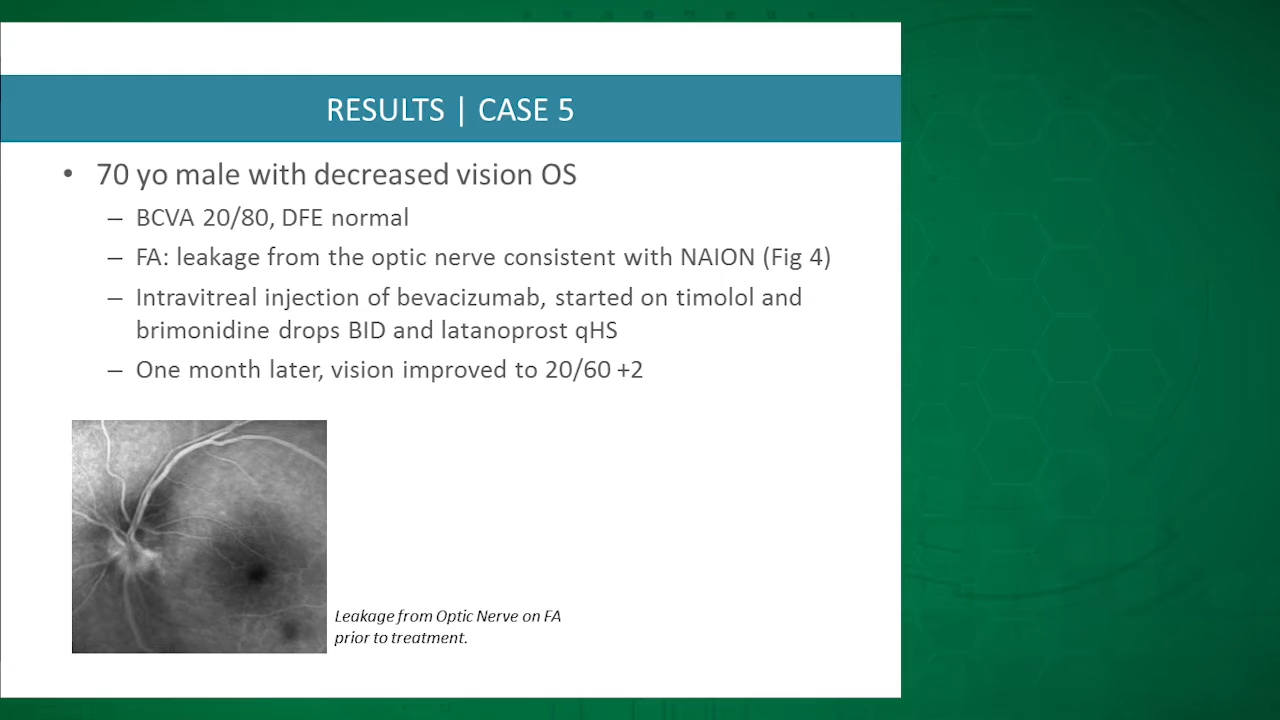 RESULTS | CASE 5
• 70 yo male with decreased vision OS
– BCVA 20/80, DFE normal
– FA: leakage from the optic nerve consistent with NAION (Fig 4)
– Intravitreal injection of bevacizumab, started on timolol and
brimonidine drops BID and latanoprost qHS
– One month later, vision improved to 20/60 +2
Leakage from Optic Nerve on FA
prior to treatment.